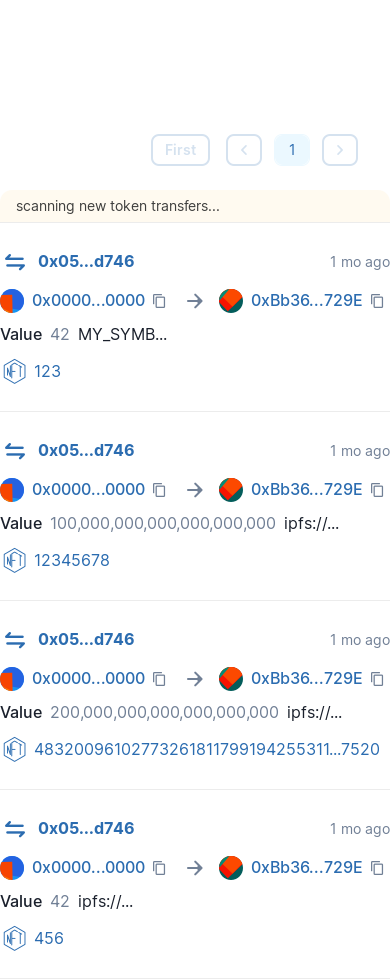 First 1
scanning new token transfers...
0x05...d746 1 mo ago
0x0000...0000 0xBb36...729E
Value 42 MY_SYMB...
NFT 123
0x05...d746 1 mo ago
0x0000...0000 0xBb36...729E
Value 100,000,000,000,000,000,000 ipfs://...
NFT 12345678
0x05...d746 1 mo ago
0x0000...0000 0xBb36...729E
Value 200,000,000,000,000,000,000 ipfs://...
NFT 483200961027732618117991942553​11...7520
0x05...d746 1 mo ago
0x0000...0000 0xBb36...729E
Value 42 ipfs://...
NFT 456